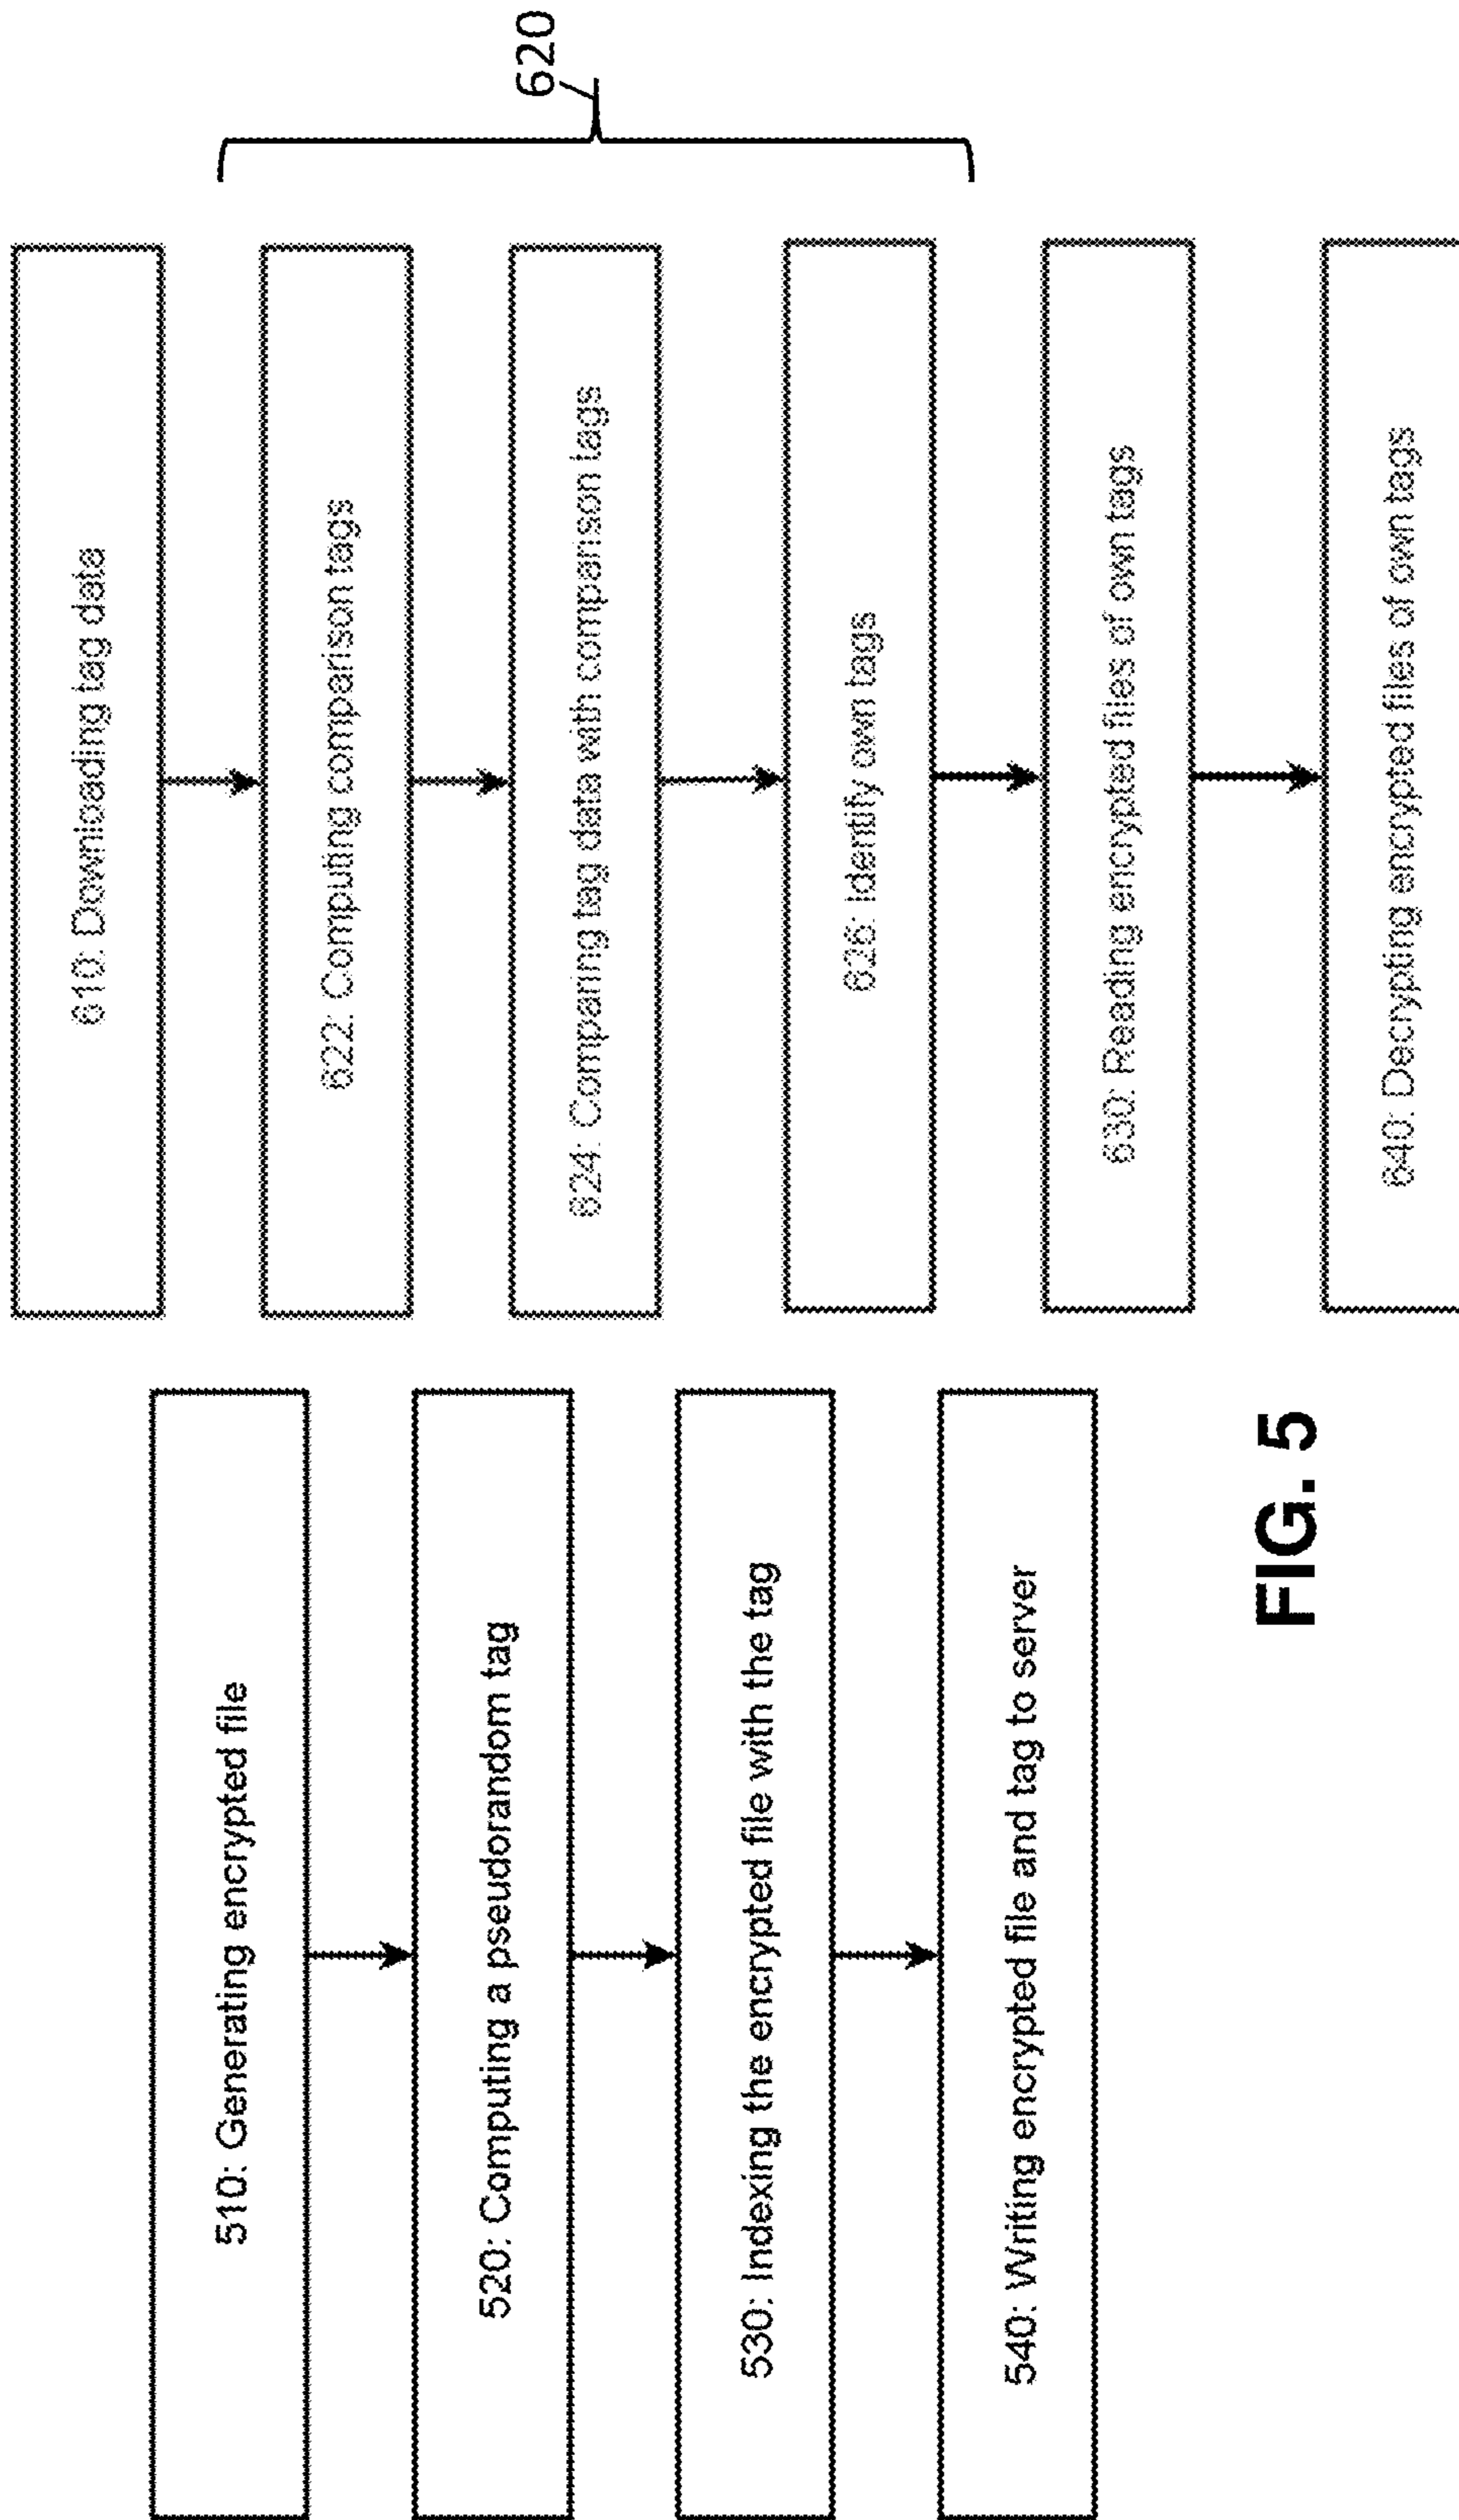 510: Generating encrypted file
520: Computing a pseudorandom tag
530: Indexing the encrypted file with the tag
540: Writing encrypted file and tag to server
FIG. 5
610: Downloading tag data
622: Computing comparison tags
624: Comparing tag data with comparison tags
626: Identify own tags
630: Reading encrypted files of own tags
640: Decrypting encrypted files of own tags
620